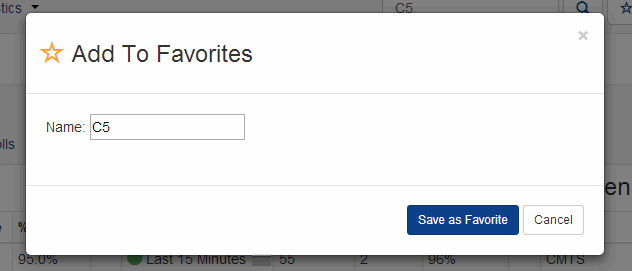 stics
C5
×
Add To Favorites
Name: C5
olls
en
Save as Favorite Cancel
%
95.0% Last 15 Minutes 55 2 96% CMTS